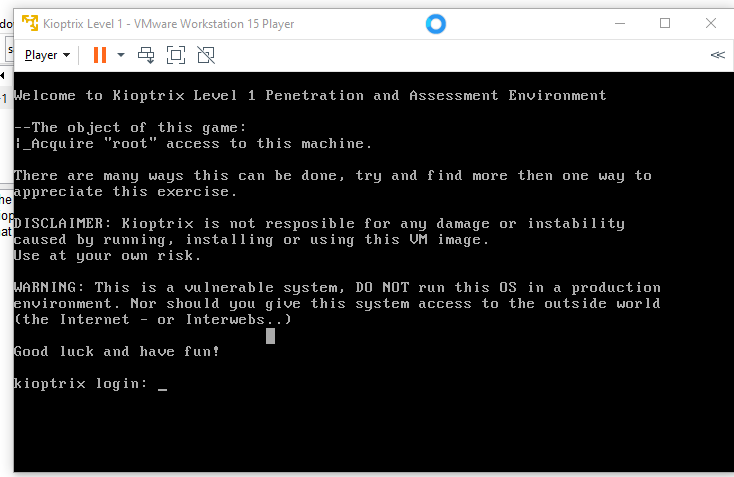 Kioptrix Level 1 - VMware Workstation 15 Player
Player
Welcome to Kioptrix Level 1 Penetration and Assessment Environment
--The object of this game:
|_Acquire "root" access to this machine.
There are many ways this can be done, try and find more then one way to
appreciate this exercise.
DISCLAIMER: Kioptrix is not resposible for any damage or instability
caused by running, installing or using this VM image.
Use at your own risk.
WARNING: This is a vulnerable system, DO NOT run this OS in a production
environment. Nor should you give this system access to the outside world
(the Internet - or Interwebs..)
Good luck and have fun!
kioptrix login: _